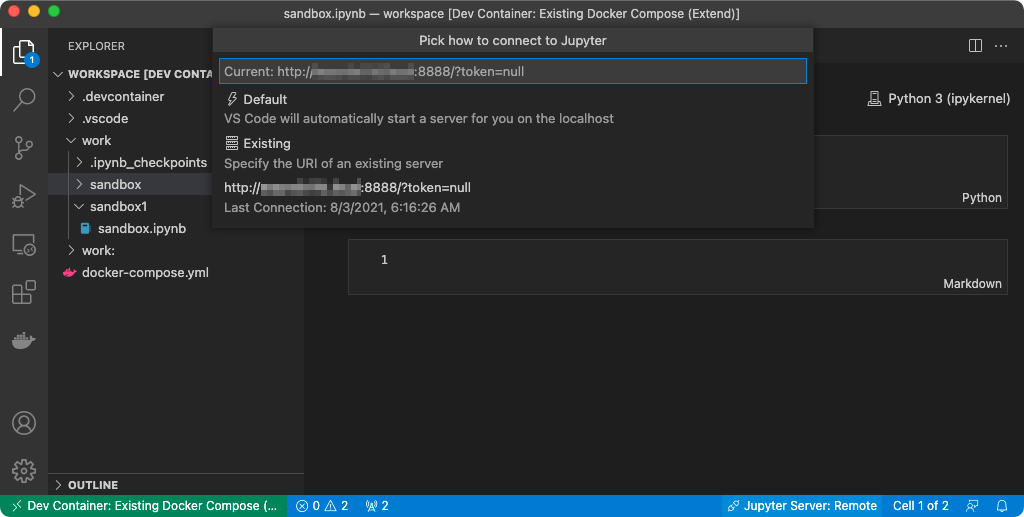 sandbox.ipynb — workspace [Dev Container: Existing Docker Compose (Extend)]
EXPLORER
WORKSPACE [DEV CONTA
.devcontainer
.vscode
work
.ipynb_checkpoints
sandbox
sandbox1
sandbox.ipynb
work:
docker-compose.yml
OUTLINE
1
Pick how to connect to Jupyter
Current: http:// :8888/?token=null
Default
VS Code will automatically start a server for you on the localhost
Existing
Specify the URI of an existing server
http:// :8888/?token=null
Last Connection: 8/3/2021, 6:16:26 AM
Python 3 (ipykernel)
Python
1
Markdown
Dev Container: Existing Docker Compose (...
0 2
2
Jupyter Server: Remote
Cell 1 of 2